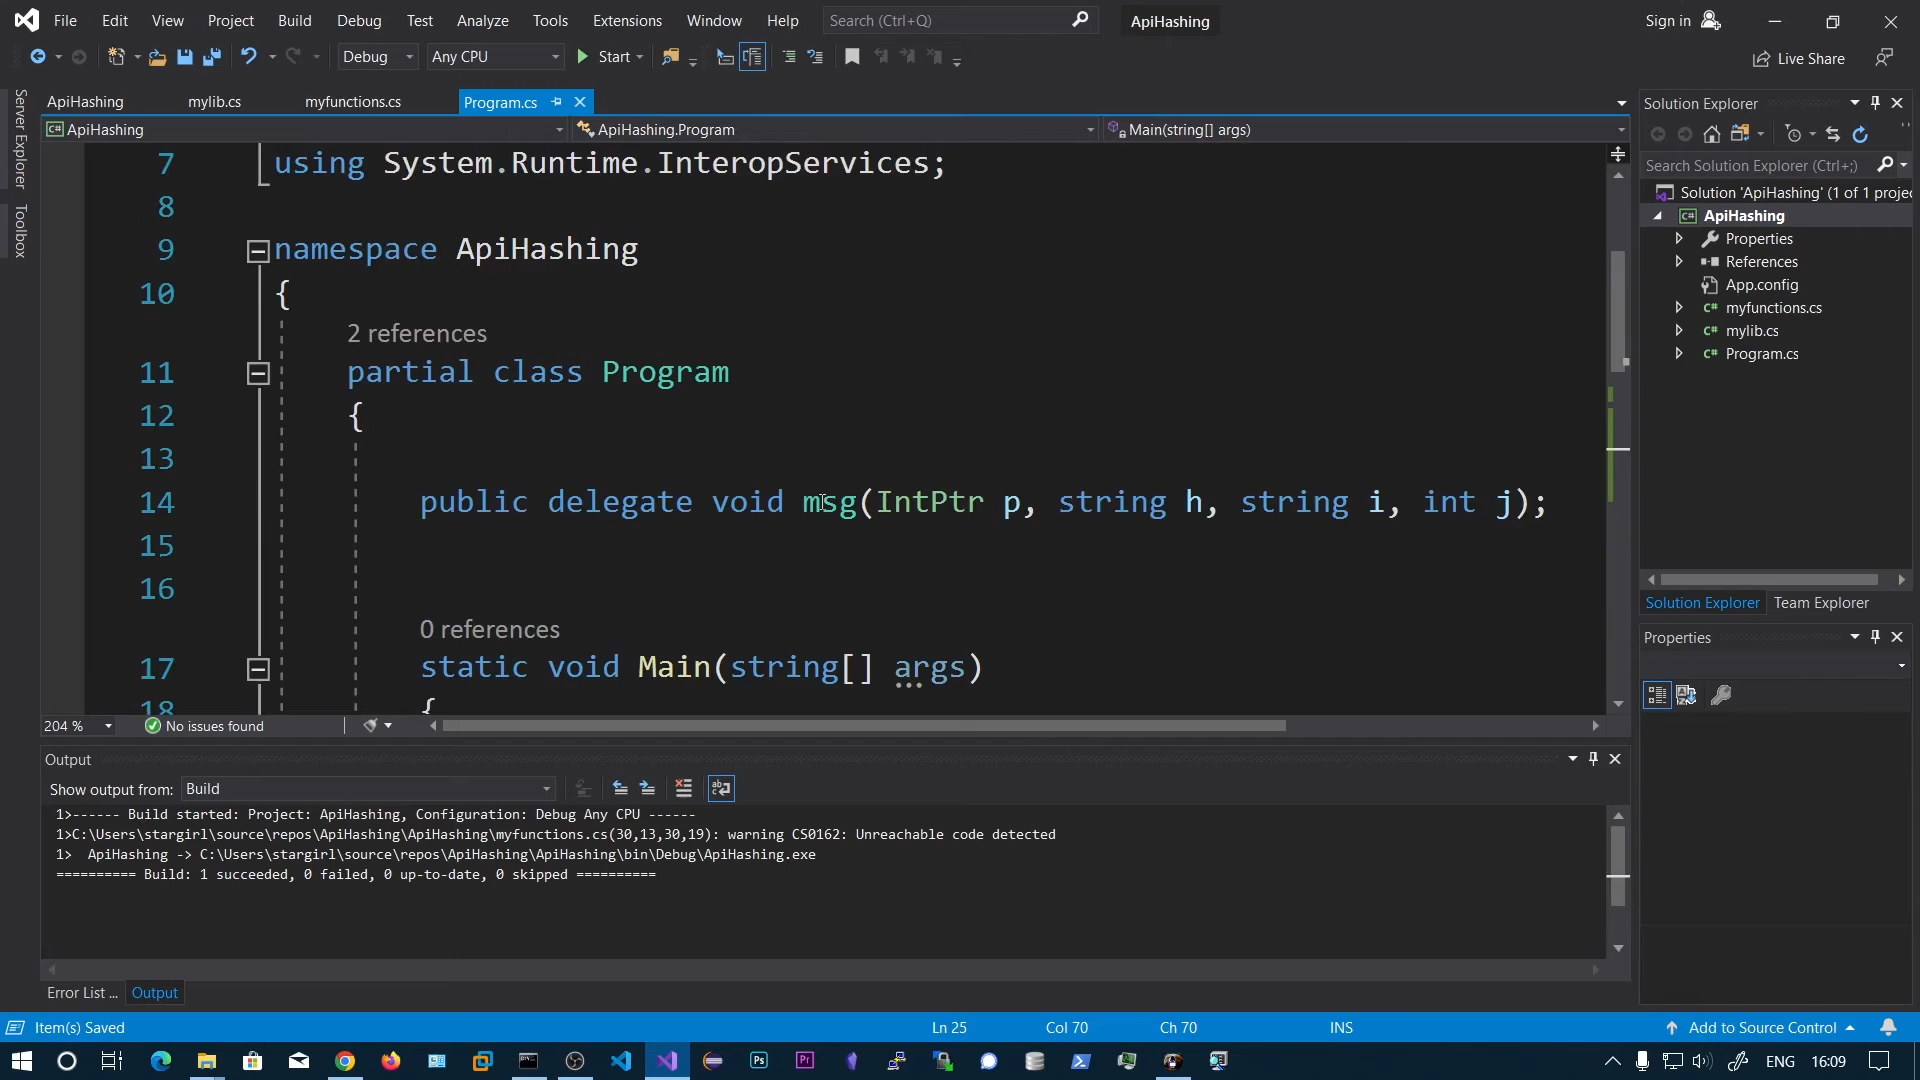 File Edit View Project Build Debug Test Analyze Tools Extensions Window Help Search (Ctrl+Q) ApiHashing Sign in
Debug Any CPU Start Live Share
Server Explorer
Toolbox
ApiHashing mylib.cs myfunctions.cs Program.cs
ApiHashing ApiHashing.Program Main(string[] args)
7 using System.Runtime.InteropServices;
8
9 namespace ApiHashing
10 {
2 references
11 partial class Program
12 {
13
14 public delegate void msg(IntPtr p, string h, string i, int j);
15
16
0 references
17 static void Main(string[] args)
18 {
204 % No issues found
Output
Show output from: Build
1>------ Build started: Project: ApiHashing, Configuration: Debug Any CPU ------
1>C:\Users\stargirl\source\repos\ApiHashing\ApiHashing\myfunctions.cs(30,13,30,19): warning CS0162: Unreachable code detected
1>  ApiHashing -> C:\Users\stargirl\source\repos\ApiHashing\ApiHashing\bin\Debug\ApiHashing.exe
========== Build: 1 succeeded, 0 failed, 0 up-to-date, 0 skipped ==========
Error List ... Output
Solution Explorer
Search Solution Explorer (Ctrl+;)
Solution 'ApiHashing' (1 of 1 projec
C# ApiHashing
Properties
References
App.config
C# myfunctions.cs
C# mylib.cs
C# Program.cs
Solution Explorer Team Explorer
Properties
Item(s) Saved Ln 25 Col 70 Ch 70 INS Add to Source Control
Ps Pr ENG 16:09